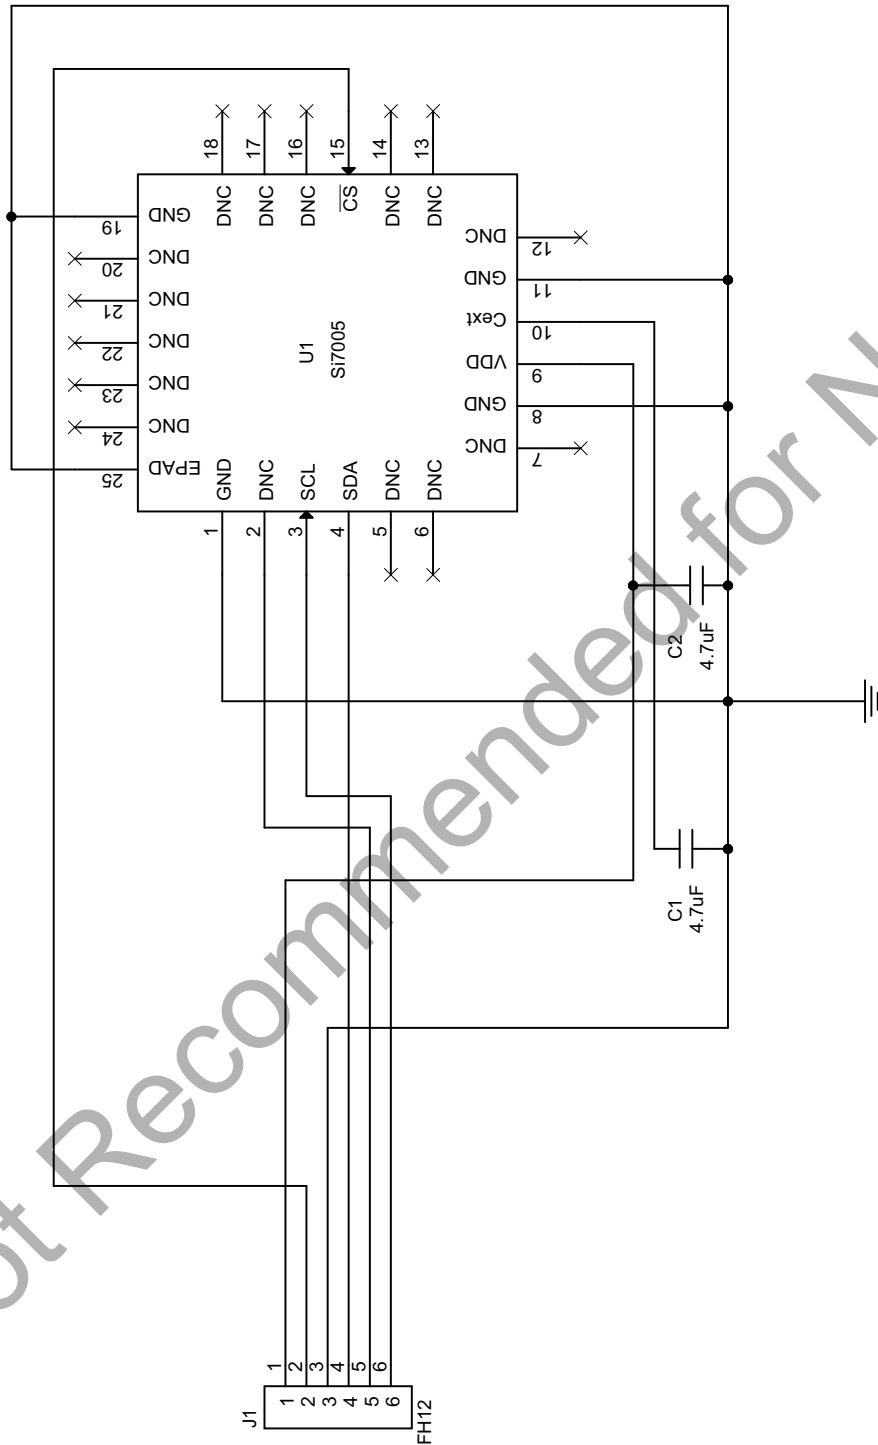 18
17
16
15
14
13
DNC
DNC
DNC
CS
DNC
DNC
19
GND
20
DNC
21
DNC
22
DNC
23
DNC
24
DNC
25
EPAD
U1
Si7005
DNC
12
GND
11
Cext
10
VDD
9
GND
8
DNC
7
GND
DNC
SCL
SDA
DNC
DNC
1
2
3
4
5
6
C2
4.7uF
C1
4.7uF
J1
1
2
3
4
5
6
1
2
3
4
5
6
FH12
ot Recommended for N